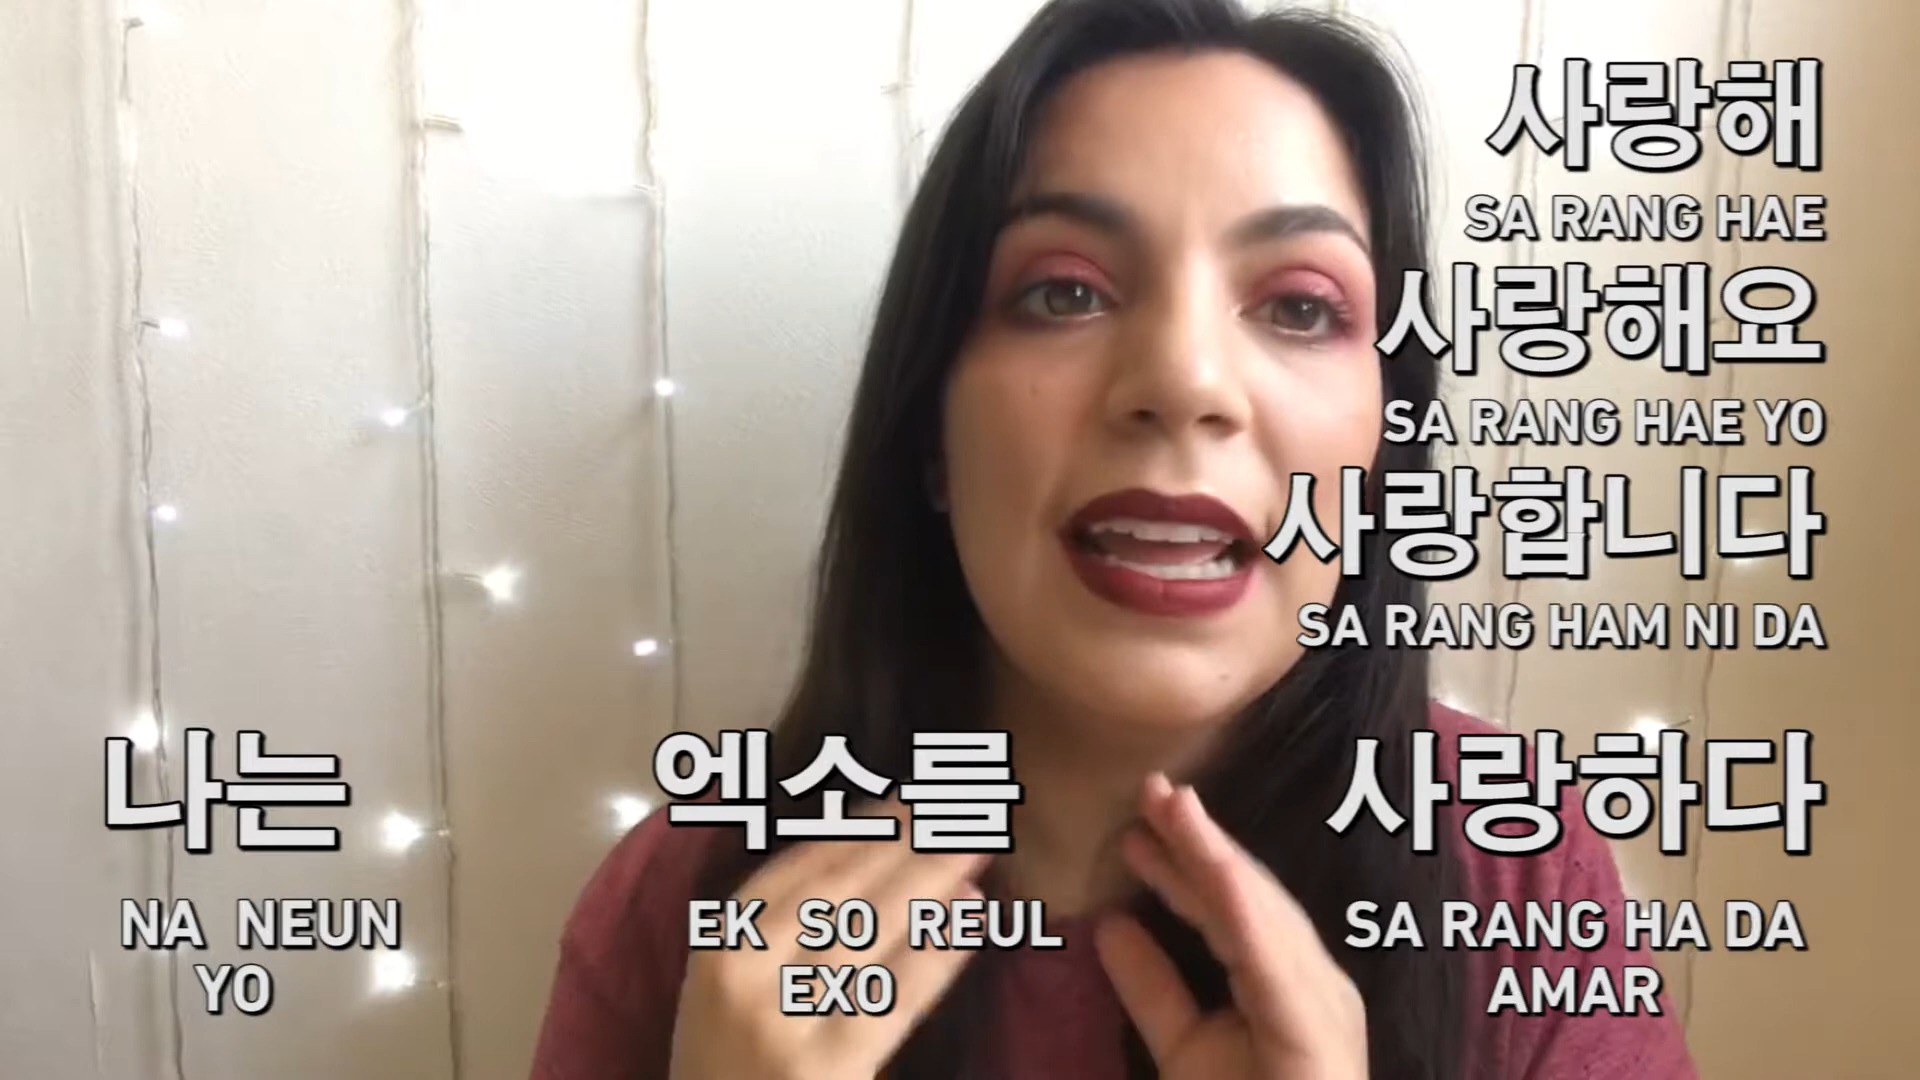 사랑해
SA RANG HAE
사랑해요
SA RANG HAE YO
사랑합니다
SA RANG HAM NI DA
나는 엑소를 사랑하다
NA NEUN EK SO REUL SA RANG HA DA
YO EXO AMAR